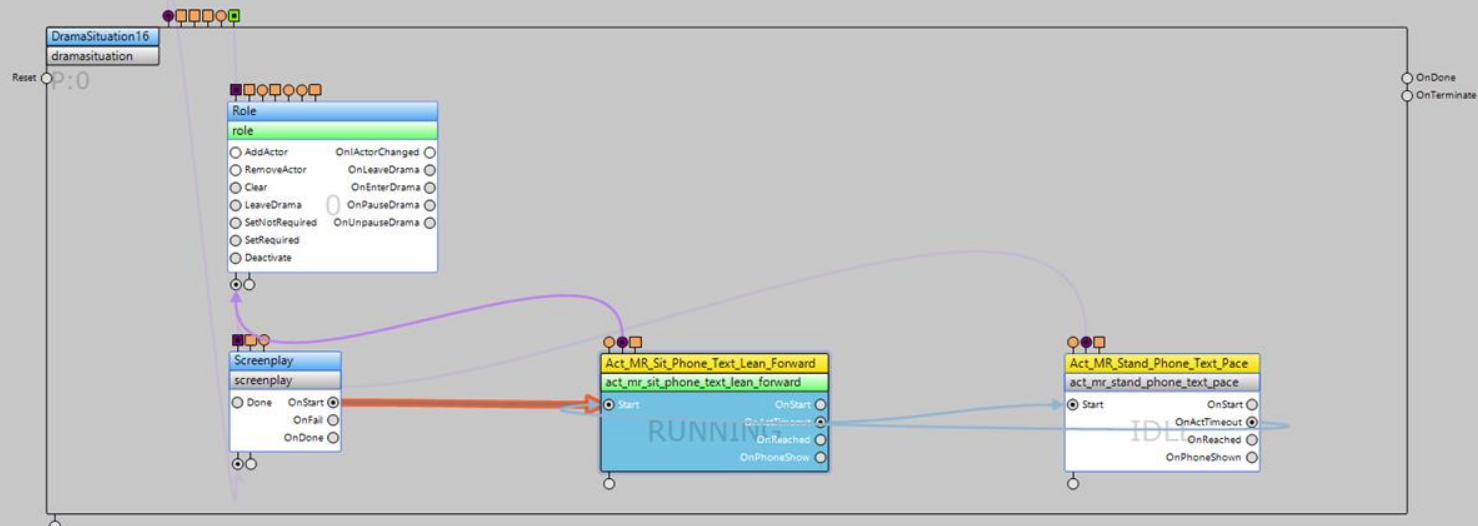 DramaSituation16
dramasituation
Reset
P:0
OnDone
OnTerminate
Role
role
AddActor OnIActorChanged
RemoveActor OnLeaveDrama
Clear OnEnterDrama
LeaveDrama OnPauseDrama
0
SetNotRequired OnUnpauseDrama
SetRequired
Deactivate
Screenplay
screenplay
Done OnStart
OnFail
OnDone
Act_MR_Sit_Phone_Text_Lean_Forward
act_mr_sit_phone_text_lean_forward
Start OnStart
OnActTimeout
RUNNING
OnReached
OnPhoneShow
Act_MR_Stand_Phone_Text_Pace
act_mr_stand_phone_text_pace
Start OnStart
OnActTimeout
IDLE
OnReached
OnPhoneShown